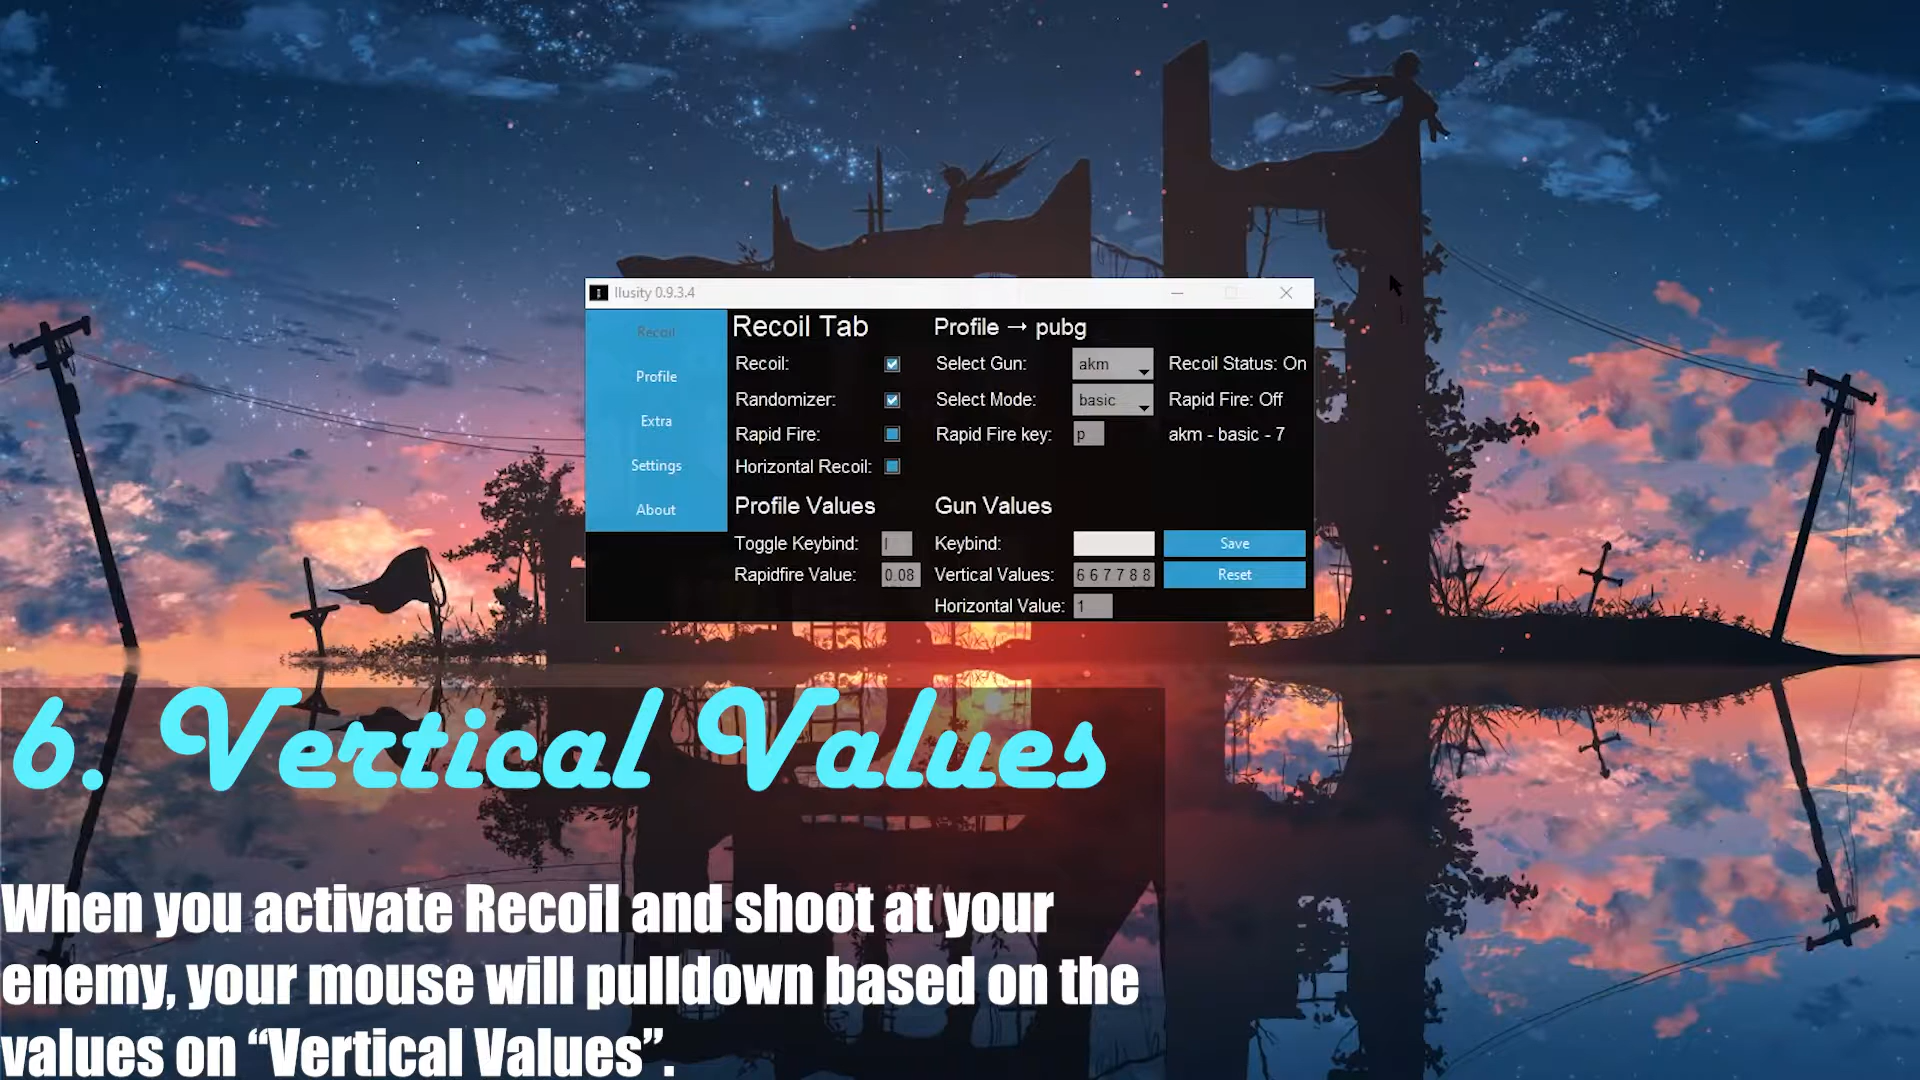 Ilusity 0.9.3.4
Recoil
Profile
Extra
Settings
About
Recoil Tab
Profile → pubg
Recoil:
Select Gun:
akm
Recoil Status: On
Randomizer:
Select Mode:
basic
Rapid Fire: Off
Rapid Fire:
Rapid Fire key:
p
akm - basic - 7
Horizontal Recoil:
Profile Values
Gun Values
Toggle Keybind:
l
Keybind:
Save
Rapidfire Value:
0.08
Vertical Values:
6 6 7 7 8 8
Reset
Horizontal Value:
1
6. Vertical Values
When you activate Recoil and shoot at your
enemy, your mouse will pulldown based on the
values on “Vertical Values”.